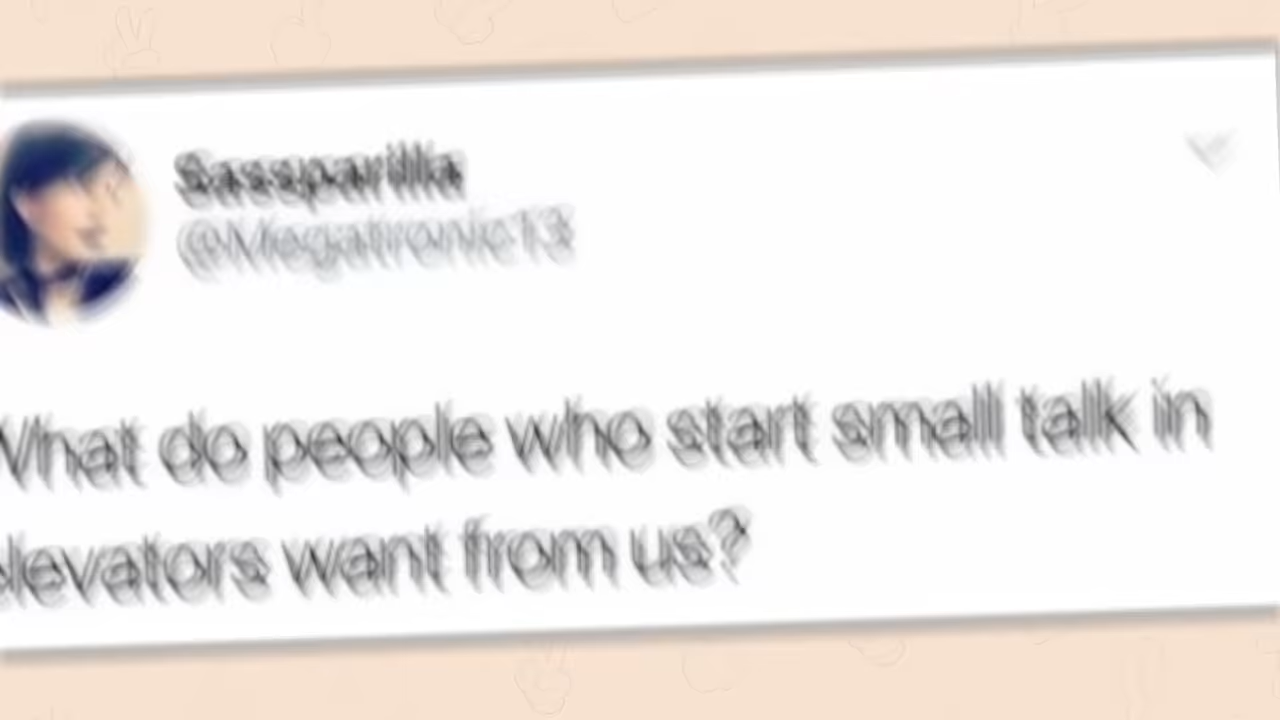 Sassparilla
@Megatronic13
What do people who start small talk in
elevators want from us?